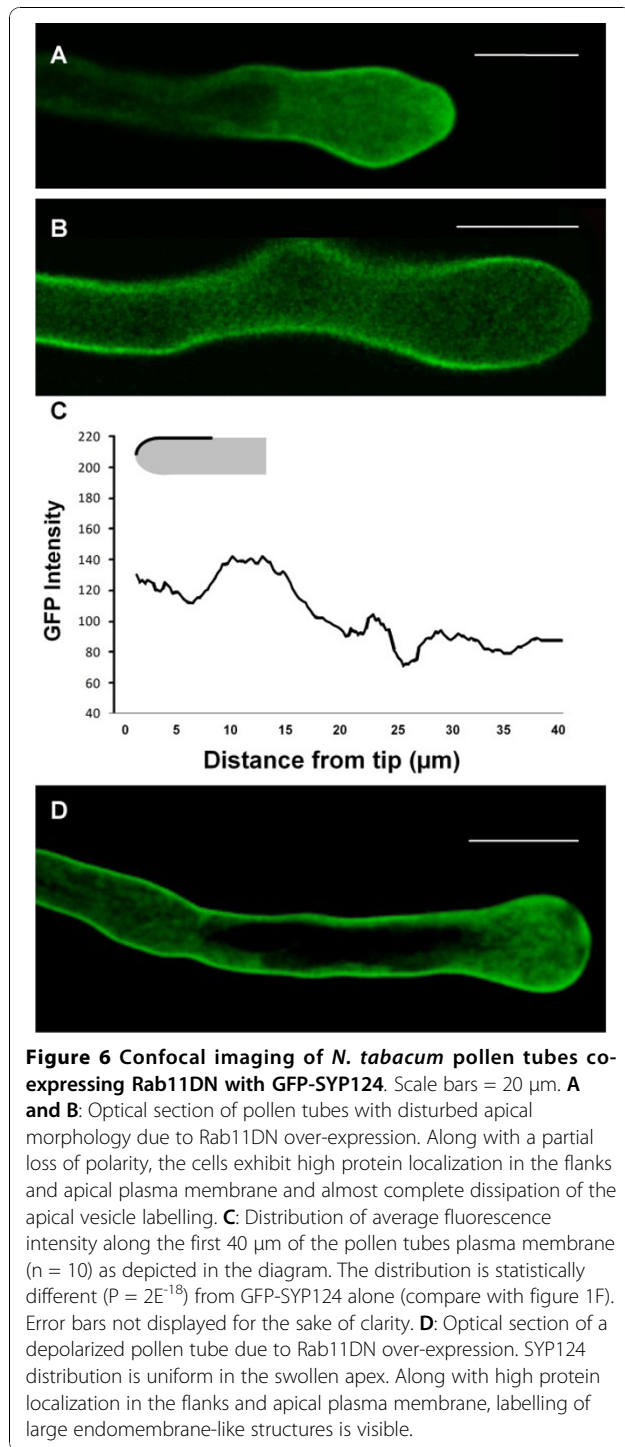 A
B
C
220
200
180
160
140
120
100
80
60
40
GFP Intensity
0 5 10 15 20 25 30 35 40
Distance from tip (µm)
D
Figure 6 Confocal imaging of N. tabacum pollen tubes co-
expressing Rab11DN with GFP-SYP124. Scale bars = 20 µm. A
and B: Optical section of pollen tubes with disturbed apical
morphology due to Rab11DN over-expression. Along with a partial
loss of polarity, the cells exhibit high protein localization in the flanks
and apical plasma membrane and almost complete dissipation of the
apical vesicle labelling. C: Distribution of average fluorescence
intensity along the first 40 µm of the pollen tubes plasma membrane
(n = 10) as depicted in the diagram. The distribution is statistically
different (P = 2E-18) from GFP-SYP124 alone (compare with figure 1F).
Error bars not displayed for the sake of clarity. D: Optical section of a
depolarized pollen tube due to Rab11DN over-expression. SYP124
distribution is uniform in the swollen apex. Along with high protein
localization in the flanks and apical plasma membrane, labelling of
large endomembrane-like structures is visible.